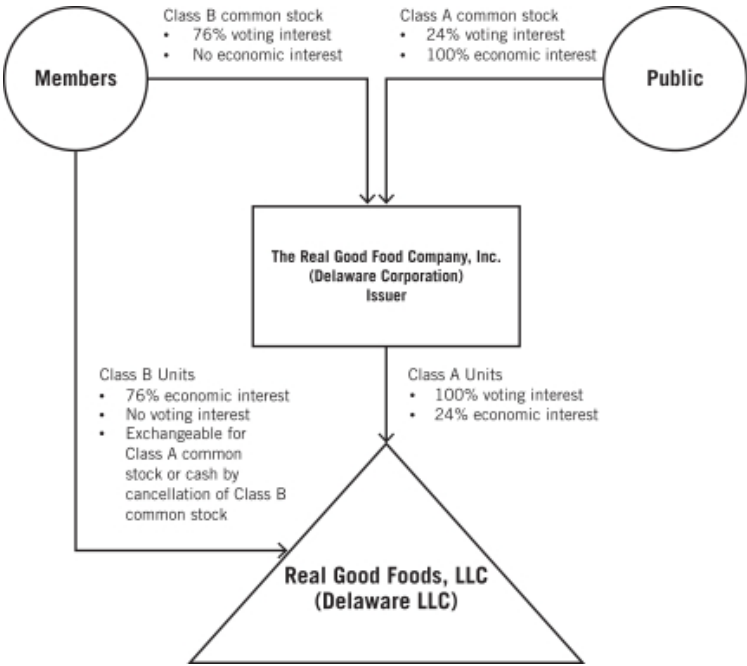 Class B common stock
• 76% voting interest
• No economic interest
Class A common stock
• 24% voting interest
• 100% economic interest
Members
Public
The Real Good Food Company, Inc.
(Delaware Corporation)
Issuer
Class B Units
• 76% economic interest
• No voting interest
• Exchangeable for
Class A common
stock or cash by
cancellation of Class B
common stock
Class A Units
• 100% voting interest
• 24% economic interest
Real Good Foods, LLC
(Delaware LLC)